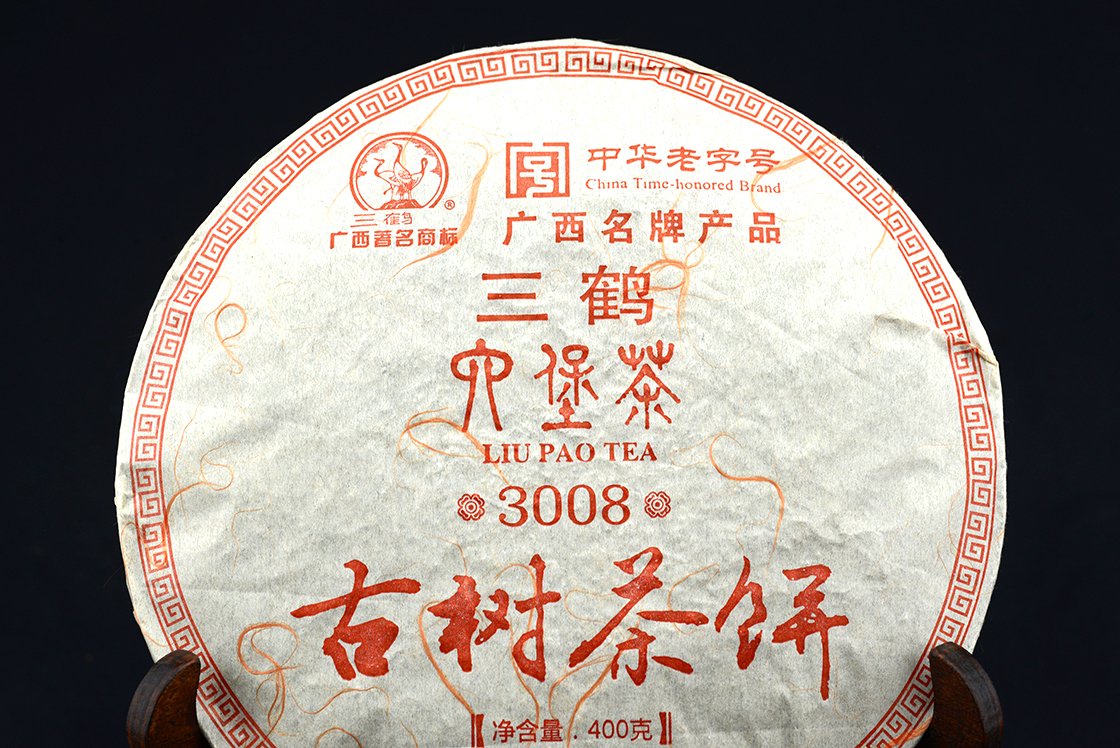 三鹤
®
广西著名商标
中华老字号
China Time-honored Brand
广西名牌产品
三鹤
六堡茶
LIU PAO TEA
3008
古树茶饼
【净含量：400克】